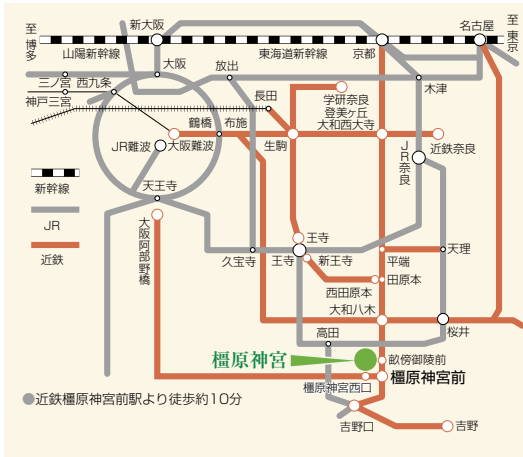 至博多
新大阪
名古屋
至東京
山陽新幹線
大阪
東海道新幹線
京都
三ノ宮
西九条
放出
木津
神戸三宮
長田
学研奈良
登美ヶ丘
鶴橋
布施
生駒
大和西大寺
近鉄奈良
JR難波
大阪難波
JR奈良
新幹線
天王寺
JR
近鉄
大阪阿部野橋
久宝寺
王寺
王寺
新王寺
平端
天理
西田原本
田原本
大和八木
桜井
高田
橿原神宮
畝傍御陵前
橿原神宮前
橿原神宮西口
●近鉄橿原神宮前駅より徒歩約10分
吉野口
吉野